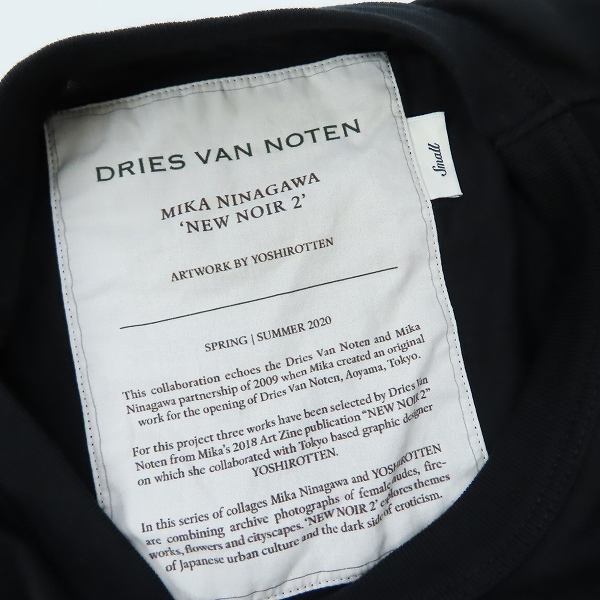 DRIES VAN NOTEN
MIKA NINAGAWA
'NEW NOIR 2'
ARTWORK BY YOSHIROTTEN
SPRING | SUMMER 2020
This collaboration echoes the Dries Van Noten and Mika
Ninagawa partnership of 2009 when Mika created an original
work for the opening of Dries Van Noten, Aoyama, Tokyo.
For this project three works have been selected by Dries Van
Noten from Mika's 2018 Art Zine publication "NEW NOIR 2"
on which she collaborated with Tokyo based graphic designer
YOSHIROTTEN.
In this series of collages Mika Ninagawa and YOSHIROTTEN
are combining archive photographs of female nudes, fire-
works, flowers and cityscapes. 'NEW NOIR 2' explores themes
of Japanese urban culture and the dark side of eroticism.
Small